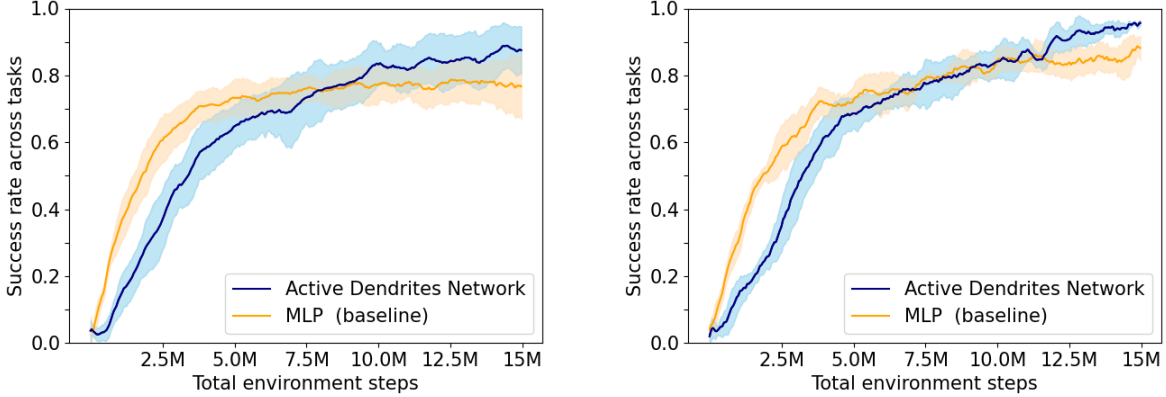 Success rate across tasks
1.0
0.8
0.6
0.4
0.2
0.0
Active Dendrites Network
MLP (baseline)
2.5M 5.0M 7.5M 10.0M 12.5M 15M
Total environment steps
Success rate across tasks
1.0
0.8
0.6
0.4
0.2
0.0
Active Dendrites Network
MLP (baseline)
2.5M 5.0M 7.5M 10.0M 12.5M 15M
Total environment steps